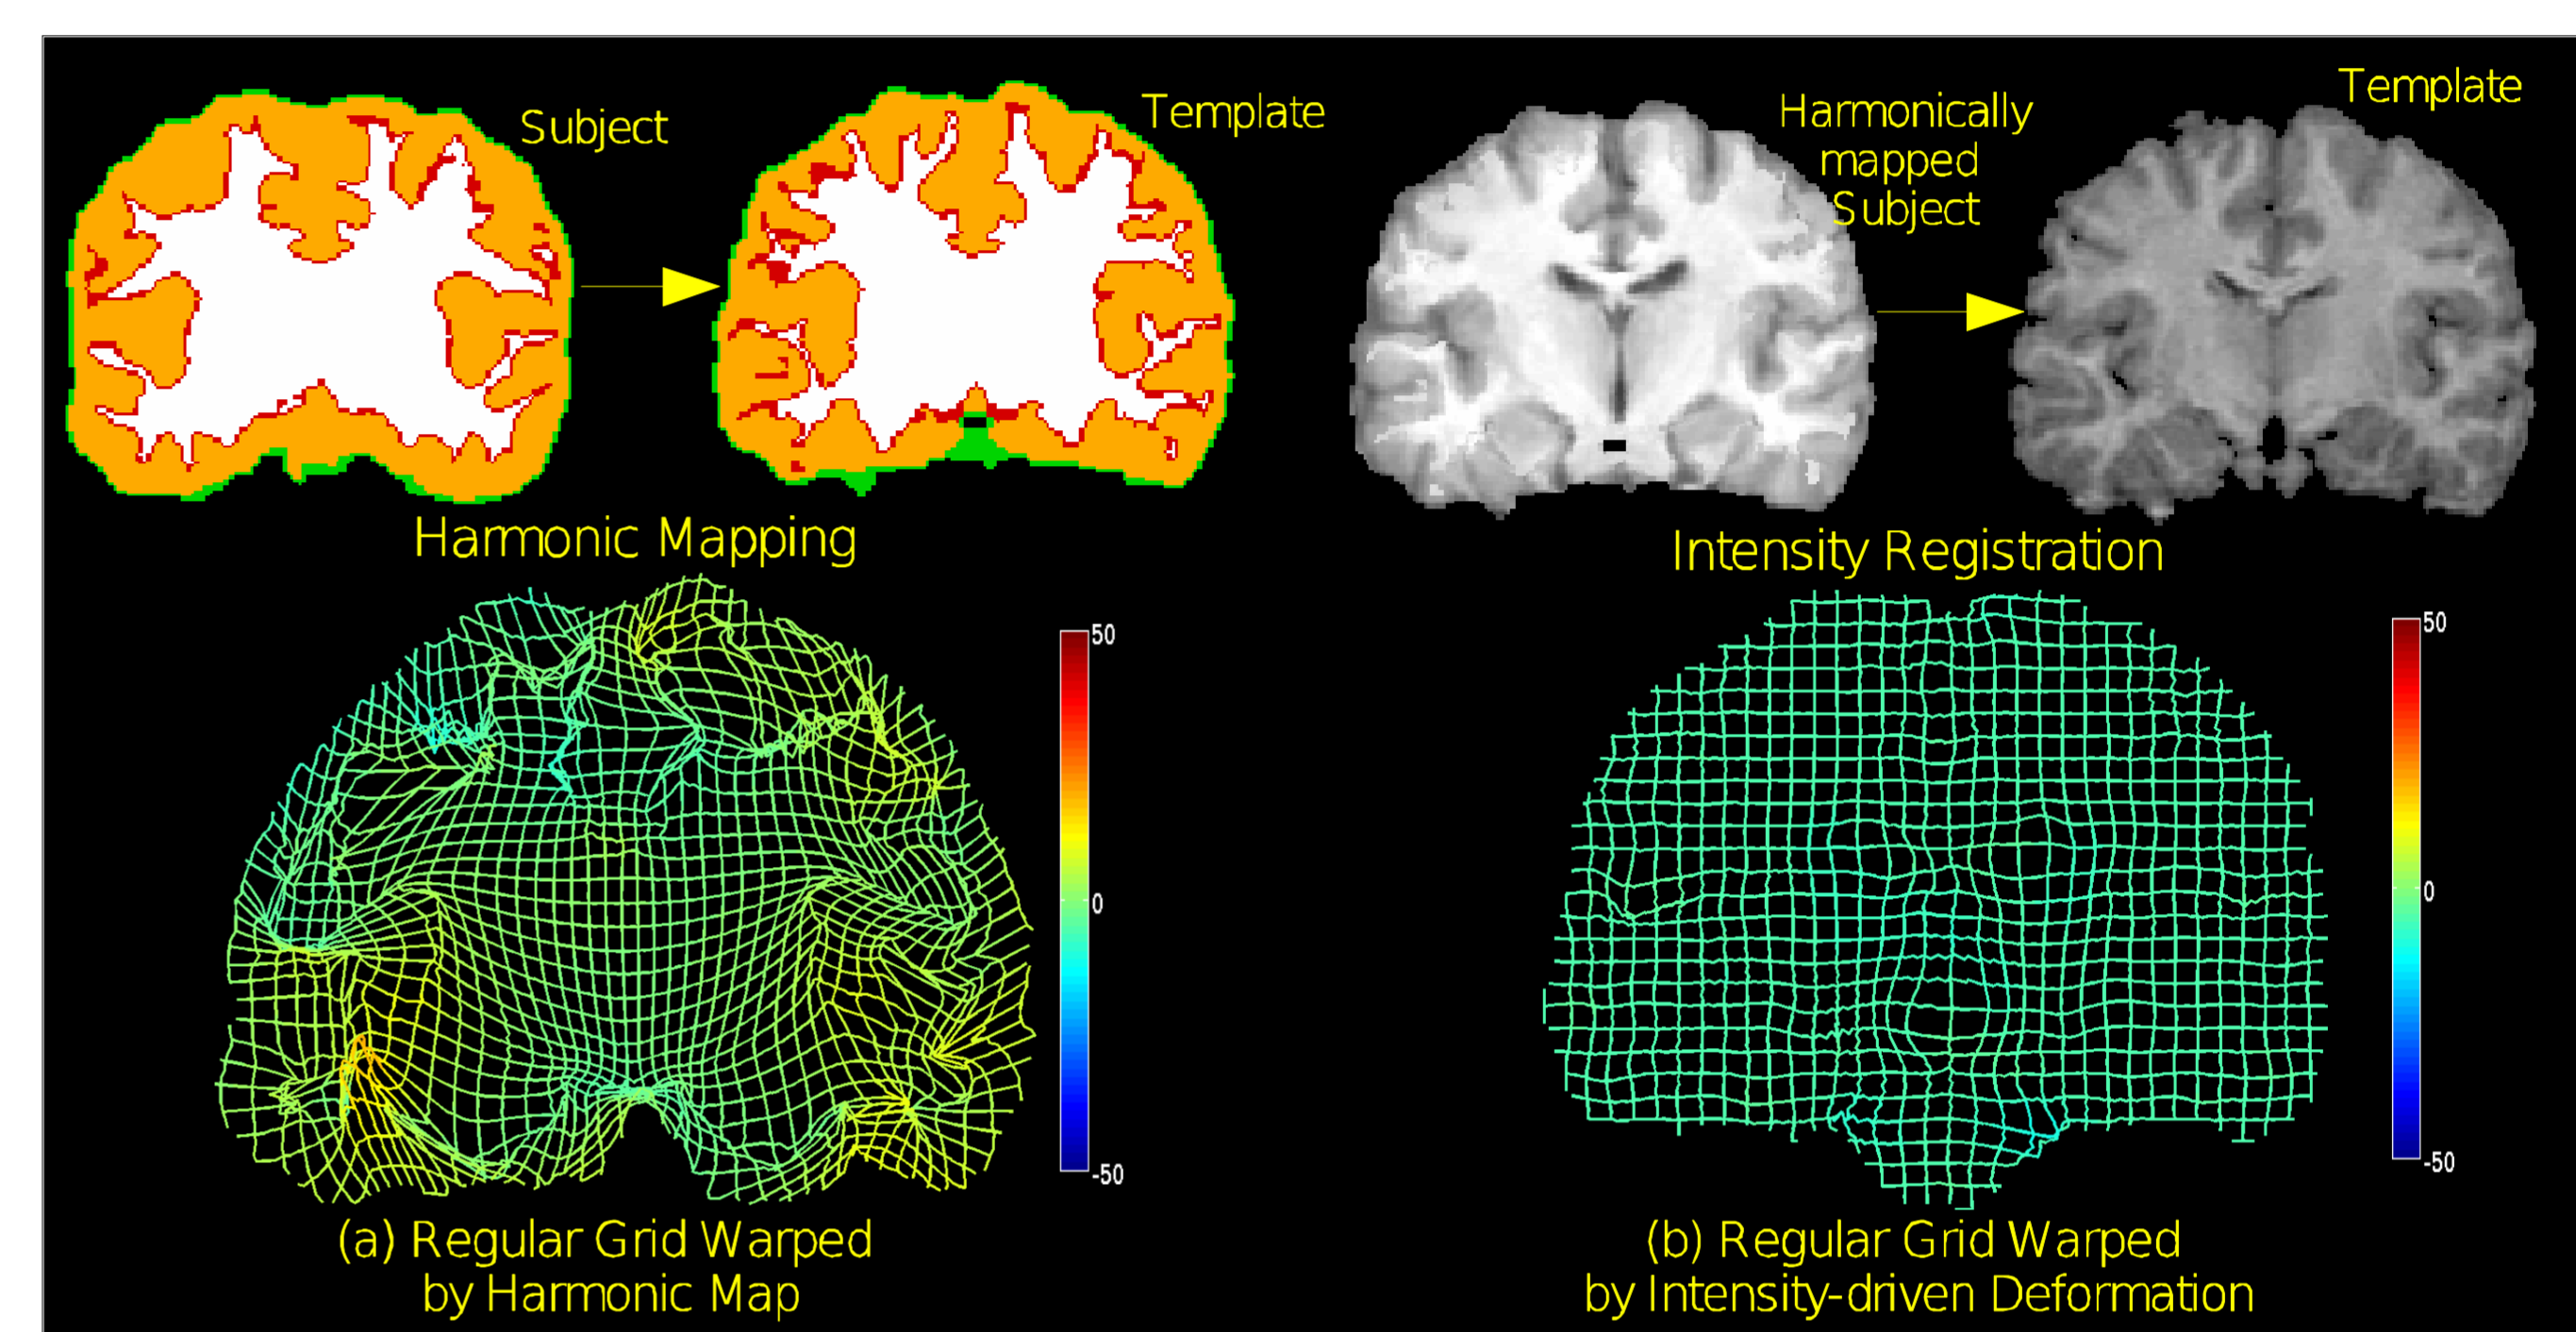 Subject
Template
Harmonically
mapped
Subject
Template
Harmonic Mapping
Intensity Registration
50
0
-50
50
0
-50
(a) Regular Grid Warped
by Harmonic Map
(b) Regular Grid Warped
by Intensity-driven Deformation